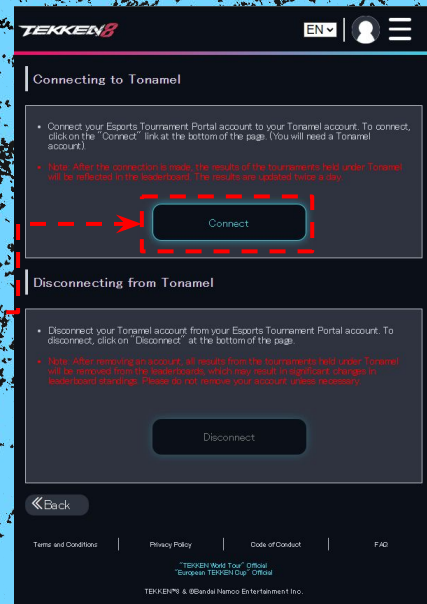 TEKKEN8
EN
Connecting to Tonamel
• Connect your Esports Tournament Portal account to your Tonamel account. To connect,
click on the "Connect" link at the bottom of the page. (You will need a Tonamel
account).
• Note: After the connection is made, the results of the tournaments held under Tonamel
will be reflected in the leaderboard. The results are updated twice a day.
Connect
Disconnecting from Tonamel
• Disconnect your Tonamel account from your Esports Tournament Portal account. To
disconnect, click on "Disconnect" at the bottom of the page.
• Note: After removing an account, all results from the tournaments held under Tonamel
will be removed from the leaderboards, which may result in significant changes in
leaderboard standings. Please do not remove your account unless necessary.
Disconnect
≪Back
Terms and Conditions | Privacy Policy | Code of Conduct | FAQ
"TEKKEN World Tour" Official
"European TEKKEN Cup" Official
TEKKEN™8 & ©Bandai Namco Entertainment Inc.